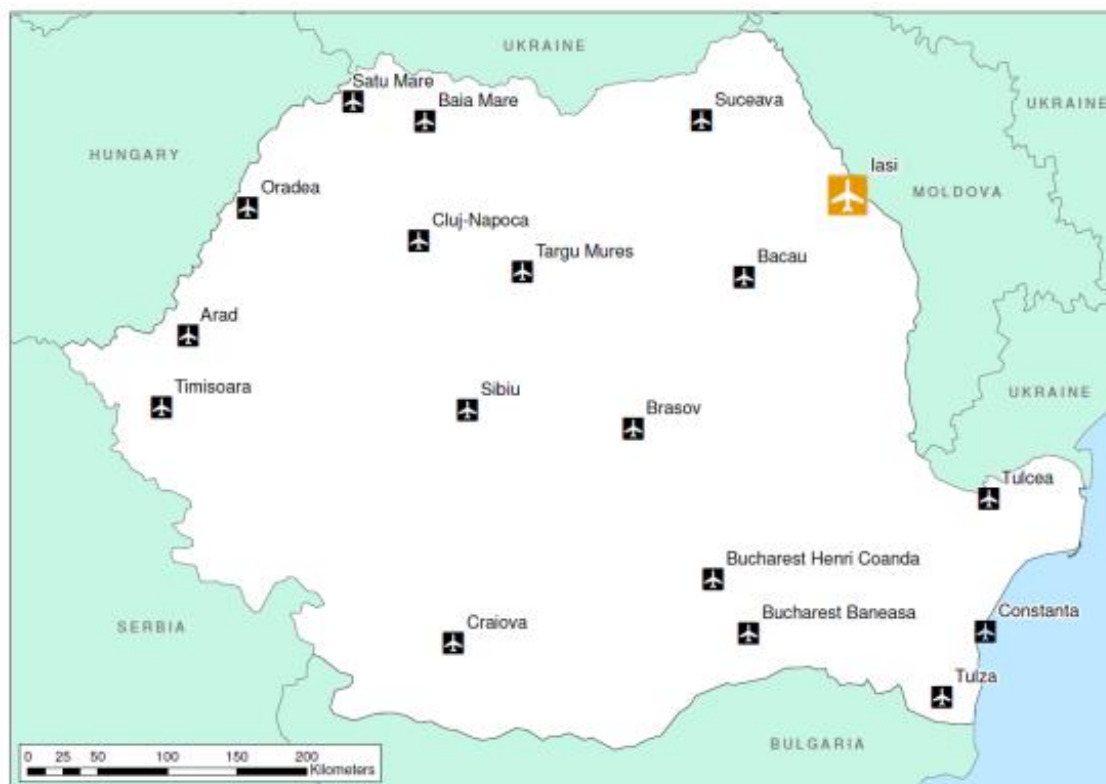 UKRAINE
Satu Mare
Baia Mare
Suceava
UKRAINE
HUNGARY
Iasi
Oradea
MOLDOVA
Cluj-Napoca
Targu Mures
Bacau
Arad
Timisoara
Sibiu
Brasov
UKRAINE
Tulcea
Bucharest Henri Coanda
Bucharest Baneasa
Constanta
SERBIA
Craiova
Tulza
BULGARIA
0 25 50 100 150 200
Kilometers